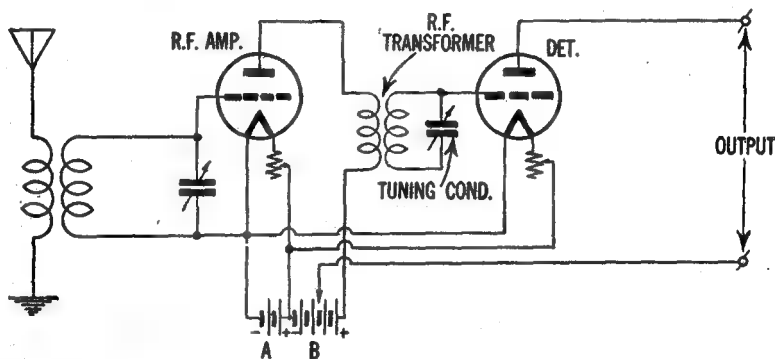 R.F. AMP.
R.F.
TRANSFORMER
DET.
TUNING COND.
OUTPUT
- + - +
A B